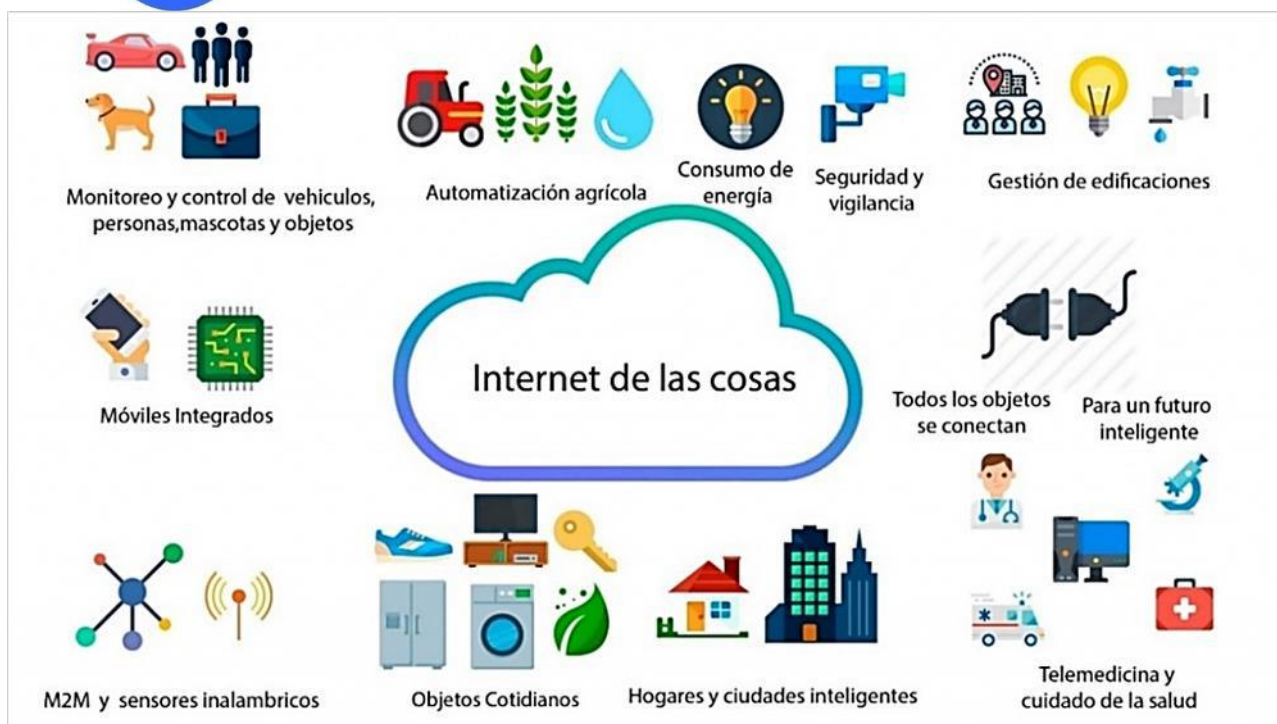 Monitoreo y control de vehiculos,
personas,mascotas y objetos
Automatización agrícola
Consumo de
energía
Seguridad y
vigilancia
Gestión de edificaciones
Móviles Integrados
Internet de las cosas
Todos los objetos
se conectan
Para un futuro
inteligente
M2M y sensores inalambricos
Objetos Cotidianos
Hogares y ciudades inteligentes
Telemedicina y
cuidado de la salud